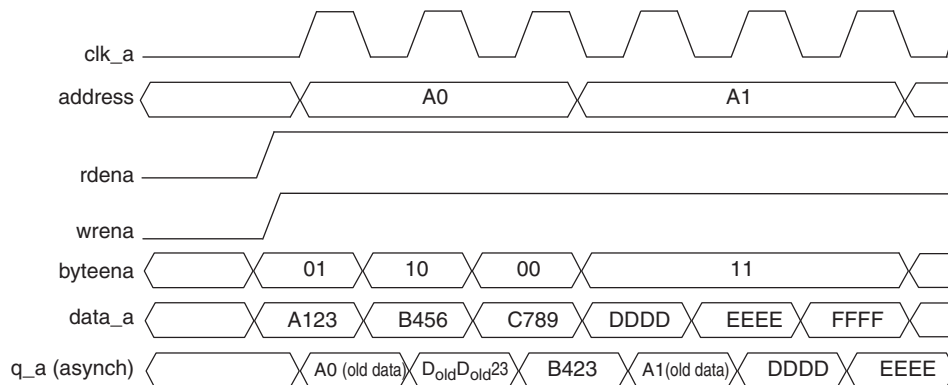 clk_a
address A0 A1
rdena
wrena
byteena 01 10 00 11
data_a A123 B456 C789 DDDD EEEE FFFF
q_a (asynch) A0 (old data) DoldDold23 B423 A1(old data) DDDD EEEE